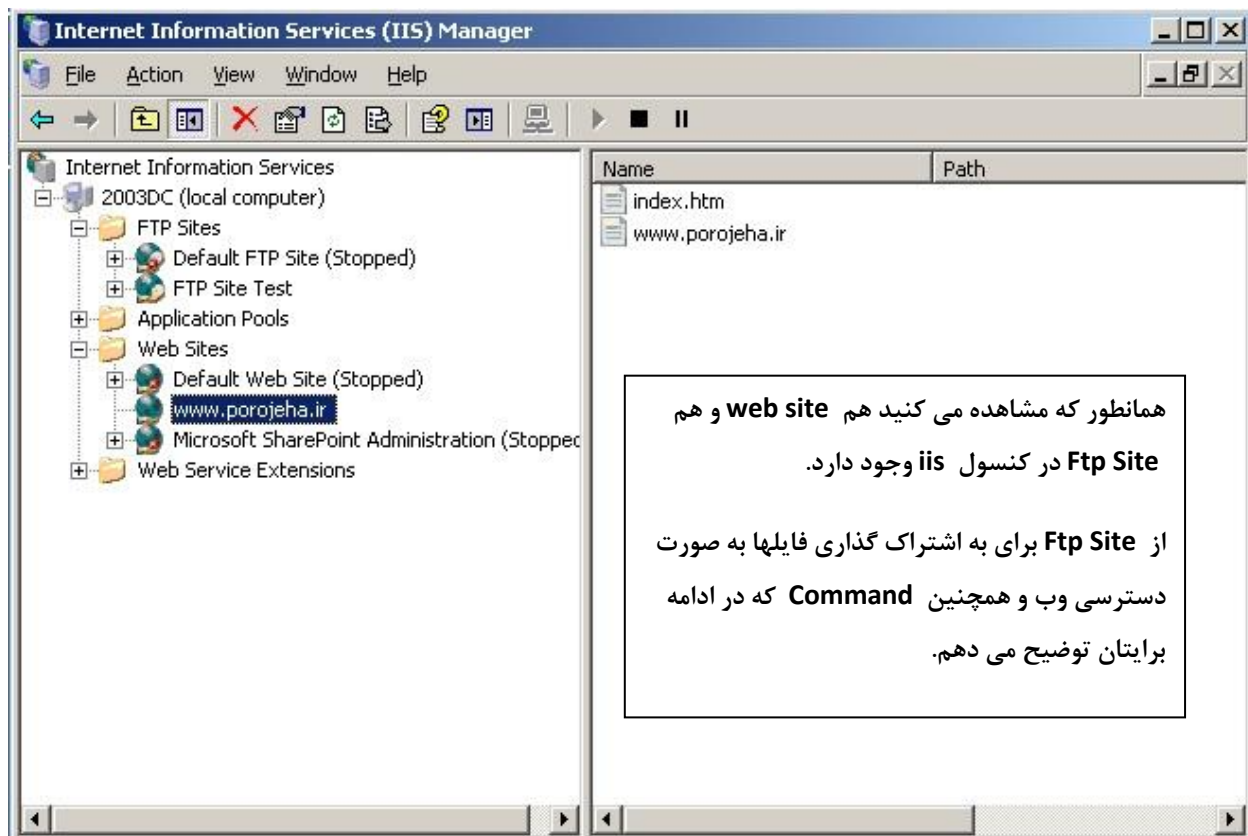 Internet Information Services (IIS) Manager
File Action View Window Help
Internet Information Services
2003DC (local computer)
FTP Sites
Default FTP Site (Stopped)
FTP Site Test
Application Pools
Web Sites
Default Web Site (Stopped)
www.porojeha.ir
Microsoft SharePoint Administration (Stopped
Web Service Extensions
Name Path
index.htm
www.porojeha.ir
همانطور که مشاهده می کنید هم web site و هم
Ftp Site در کنسول iis وجود دارد.
از Ftp Site برای به اشتراک گذاری فایلها به صورت
دسترسی وب و همچنین Command که در ادامه
برایتان توضیح می دهم.